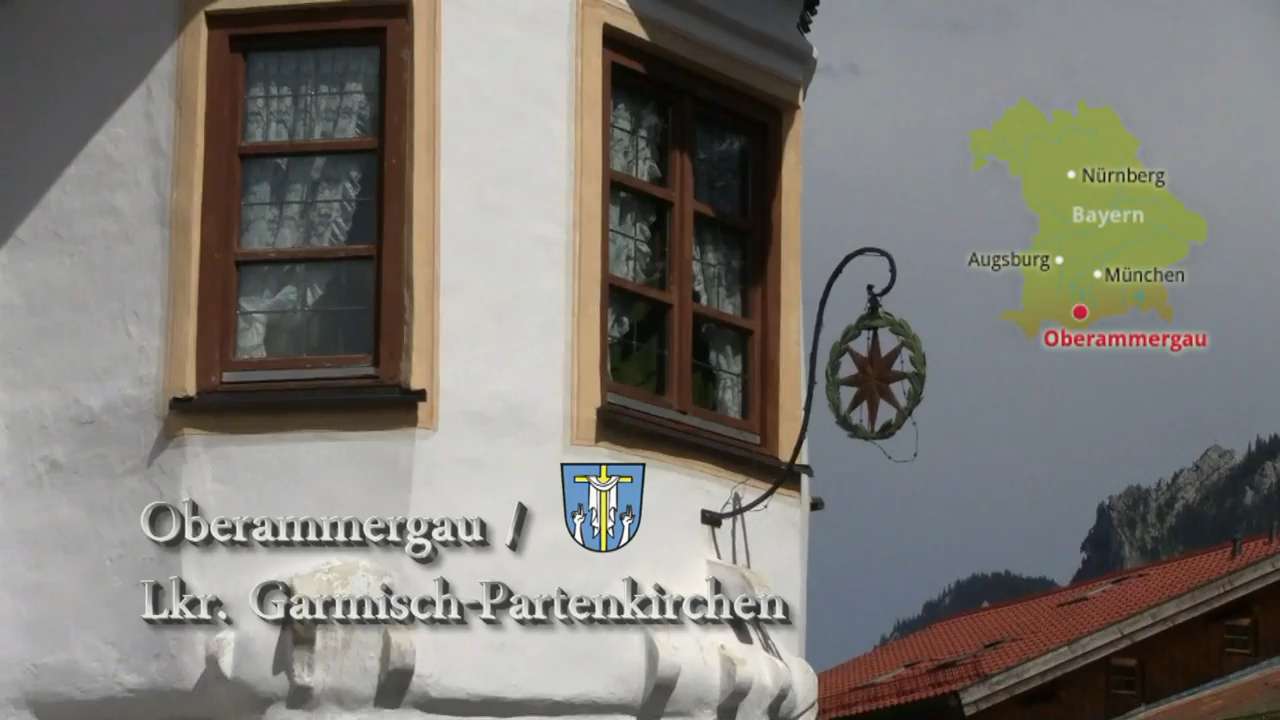 Nürnberg
Bayern
Augsburg
München
Oberammergau
Oberammergau /
Lkr. Garmisch-Partenkirchen